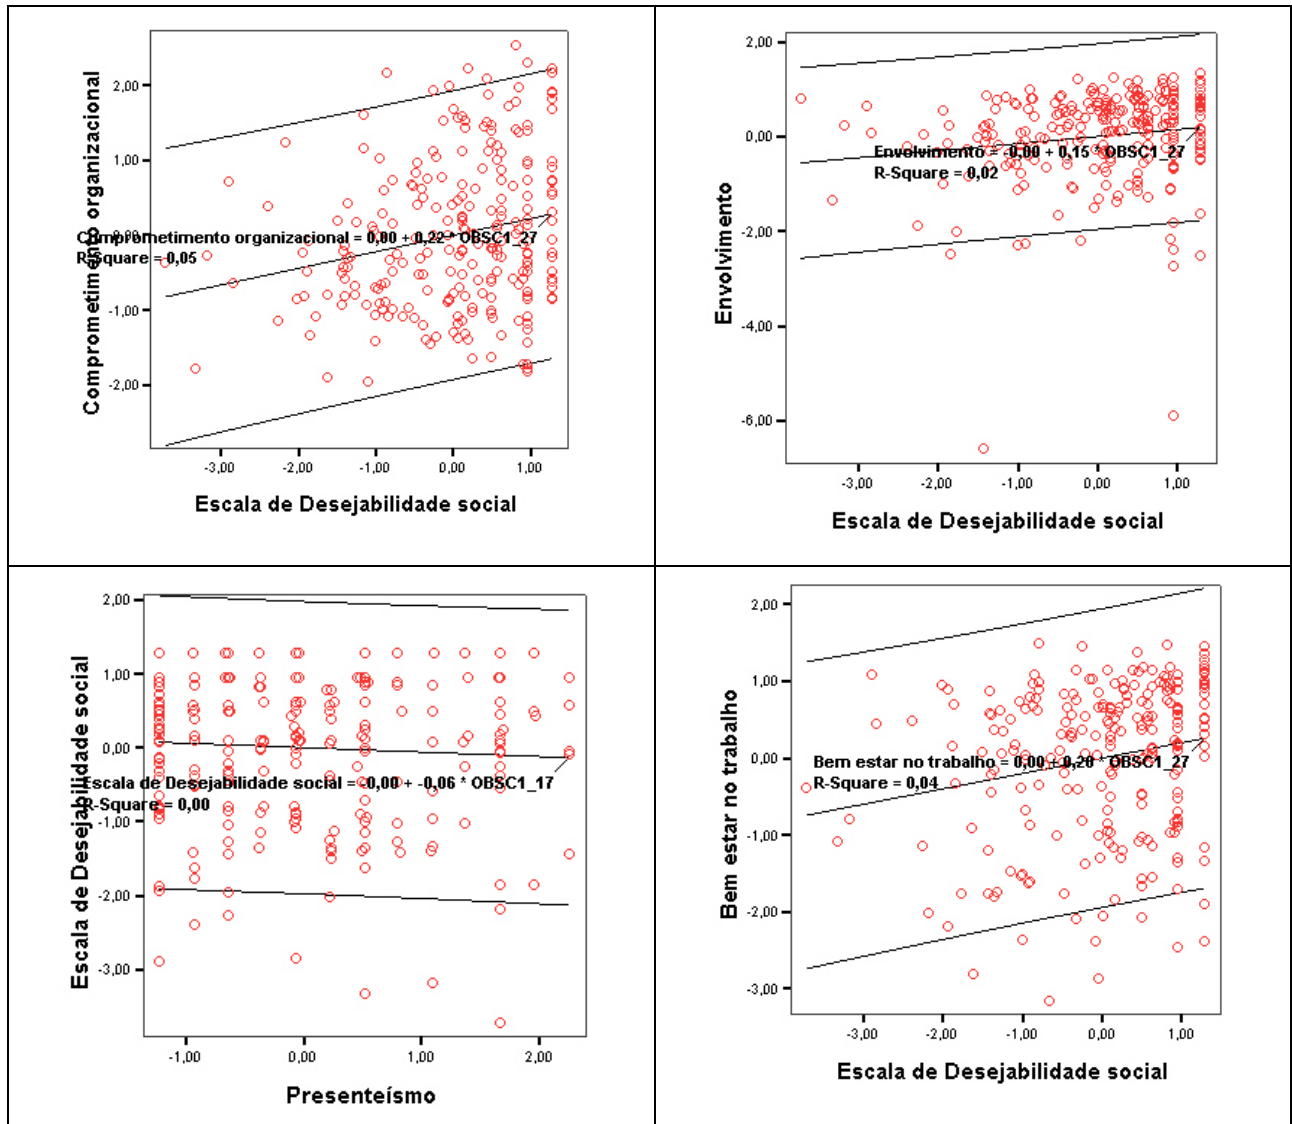 Comprometimento organizacional
2,00
1,00
0,00
-1,00
-2,00
Comprometimento organizacional = 0,00 + 0,22 * OBSC1_27
R-Square = 0,05
-3,00 -2,00 -1,00 0,00 1,00
Escala de Desejabilidade social
Envolvimento
2,00
0,00
-2,00
-4,00
-6,00
Envolvimento = -0,00 + 0,15 * OBSC1_27
R-Square = 0,02
-3,00 -2,00 -1,00 0,00 1,00
Escala de Desejabilidade social
Escala de Desejabilidade social
2,00
1,00
0,00
-1,00
-2,00
-3,00
Escala de Desejabilidade social = -0,00 + -0,06 * OBSC1_17
R-Square = 0,00
-1,00 0,00 1,00 2,00
Presenteísmo
Bem estar no trabalho
2,00
1,00
0,00
-1,00
-2,00
-3,00
Bem estar no trabalho = 0,00 + 0,20 * OBSC1_27
R-Square = 0,04
-3,00 -2,00 -1,00 0,00 1,00
Escala de Desejabilidade social